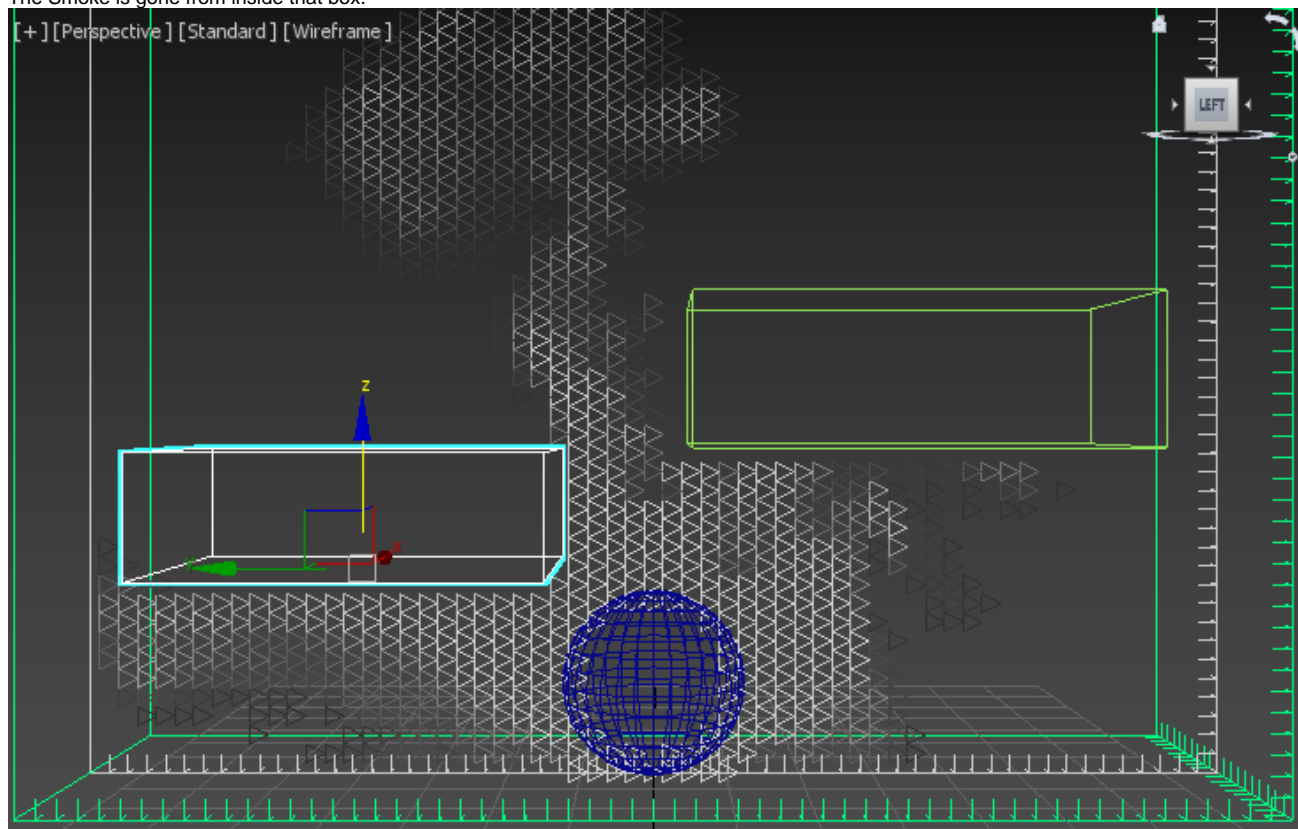 The Smoke is gone from inside that box.
[+] [Perspective] [Standard] [Wireframe]
LEFT
z
x